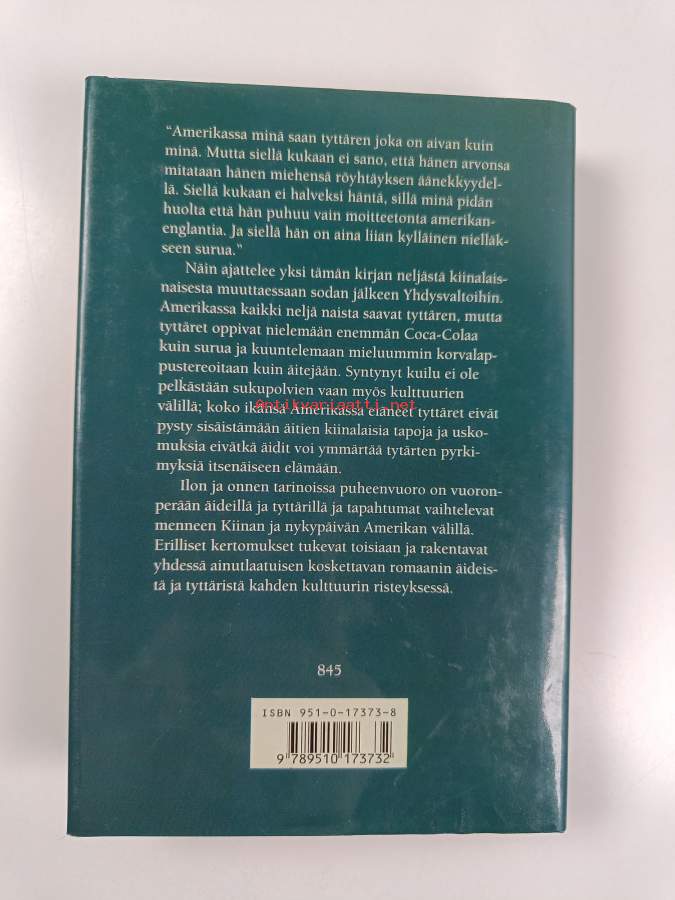 “Amerikassa minä saan tyttären joka on aivan kuin
minä. Mutta siellä kukaan ei sano, että hänen arvonsa
mitataan hänen miehensä röyhtäyksen äänekkyydel-
lä. Siellä kukaan ei halveksi häntä, sillä minä pidän
huolta että hän puhuu vain moitteetonta amerikan-
englantia. Ja siellä hän on aina liian kylläinen nielläk-
seen surua.”
Näin ajattelee yksi tämän kirjan neljästä kiinalais-
naisesta muuttaessaan sodan jälkeen Yhdysvaltoihin.
Amerikassa kaikki neljä naista saavat tyttären, mutta
tyttäret oppivat nielemään enemmän Coca-Colaa
kuin surua ja kuuntelemaan mieluummin korvalap-
pustereoitaan kuin äitejään. Syntynyt kuilu ei ole
pelkästään sukupolvien vaan myös kulttuurien
Antikvariaatti.net
välillä; koko ikänsä Amerikassa eläneet tyttäret eivät
pysty sisäistämään äitien kiinalaisia tapoja ja usko-
muksia eivätkä äidit voi ymmärtää tytärten pyrki-
myksiä itsenäiseen elämään.
Ilon ja onnen tarinoissa puheenvuoro on vuoron-
perään äideillä ja tyttärillä ja tapahtumat vaihtelevat
menneen Kiinan ja nykypäivän Amerikan välillä.
Erilliset kertomukset tukevat toisiaan ja rakentavat
yhdessä ainutlaatuisen koskettavan romaanin äideis-
tä ja tyttäristä kahden kulttuurin risteyksessä.
845
ISBN 951-0-17373-8
9 789510 173732